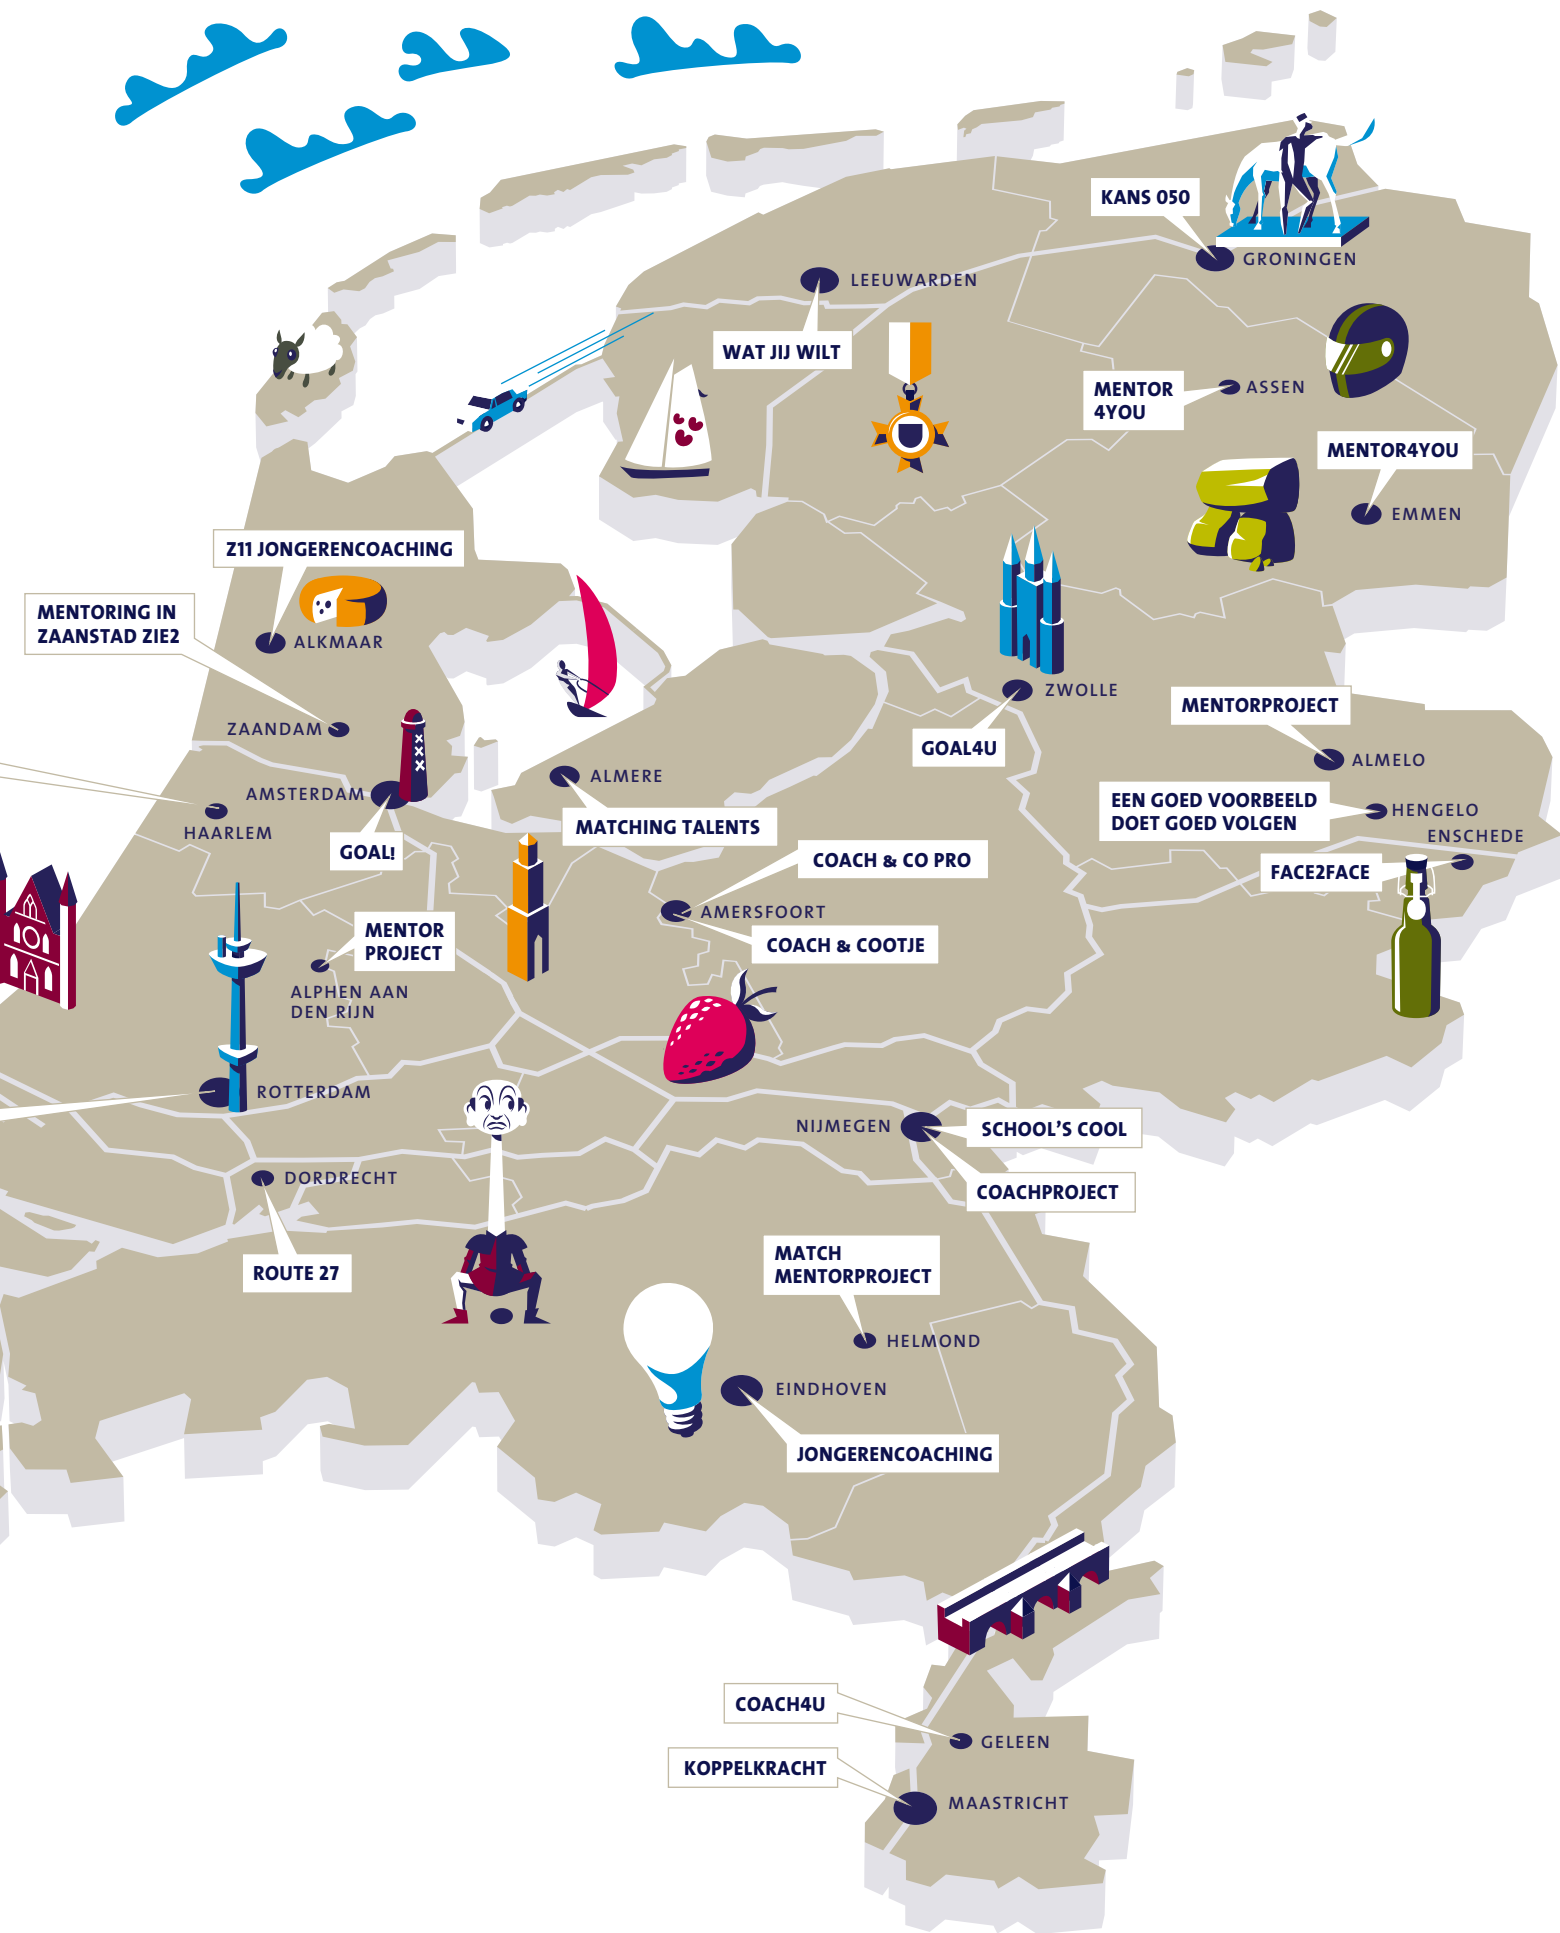 KANS 050
GRONINGEN
LEEUWARDEN
WAT JIJ WILT
MENTOR
4YOU
ASSEN
MENTOR4YOU
EMMEN
Z11 JONGERENCOACHING
MENTORING IN
ZAANSTAD ZIE2
ALKMAAR
ZWOLLE
MENTORPROJECT
ZAANDAM
GOAL4U
ALMELO
ALMERE
AMSTERDAM
EEN GOED VOORBEELD
DOET GOED VOLGEN
HENGELO
HAARLEM
MATCHING TALENTS
ENSCHEDE
GOAL!
COACH & CO PRO
FACE2FACE
AMERSFOORT
MENTOR
PROJECT
COACH & COOTJE
ALPHEN AAN
DEN RIJN
ROTTERDAM
NIJMEGEN
SCHOOL'S COOL
DORDRECHT
COACHPROJECT
ROUTE 27
MATCH
MENTORPROJECT
HELMOND
EINDHOVEN
JONGERENCOACHING
COACH4U
GELEEN
KOPPELKRACHT
MAASTRICHT